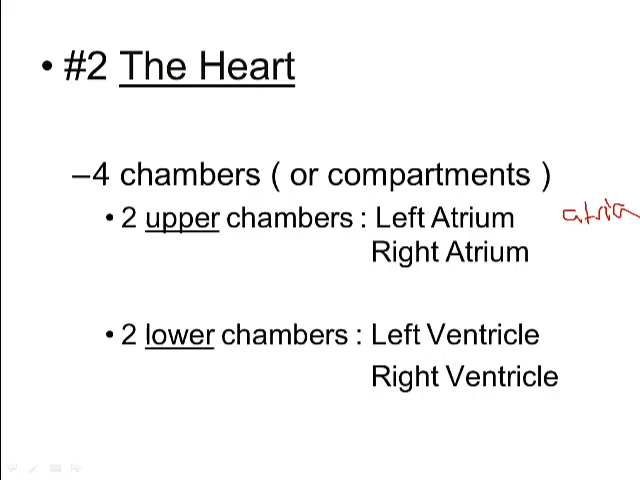 • #2 The Heart
–4 chambers ( or compartments )
• 2 upper chambers : Left Atrium atria
Right Atrium
• 2 lower chambers : Left Ventricle
Right Ventricle